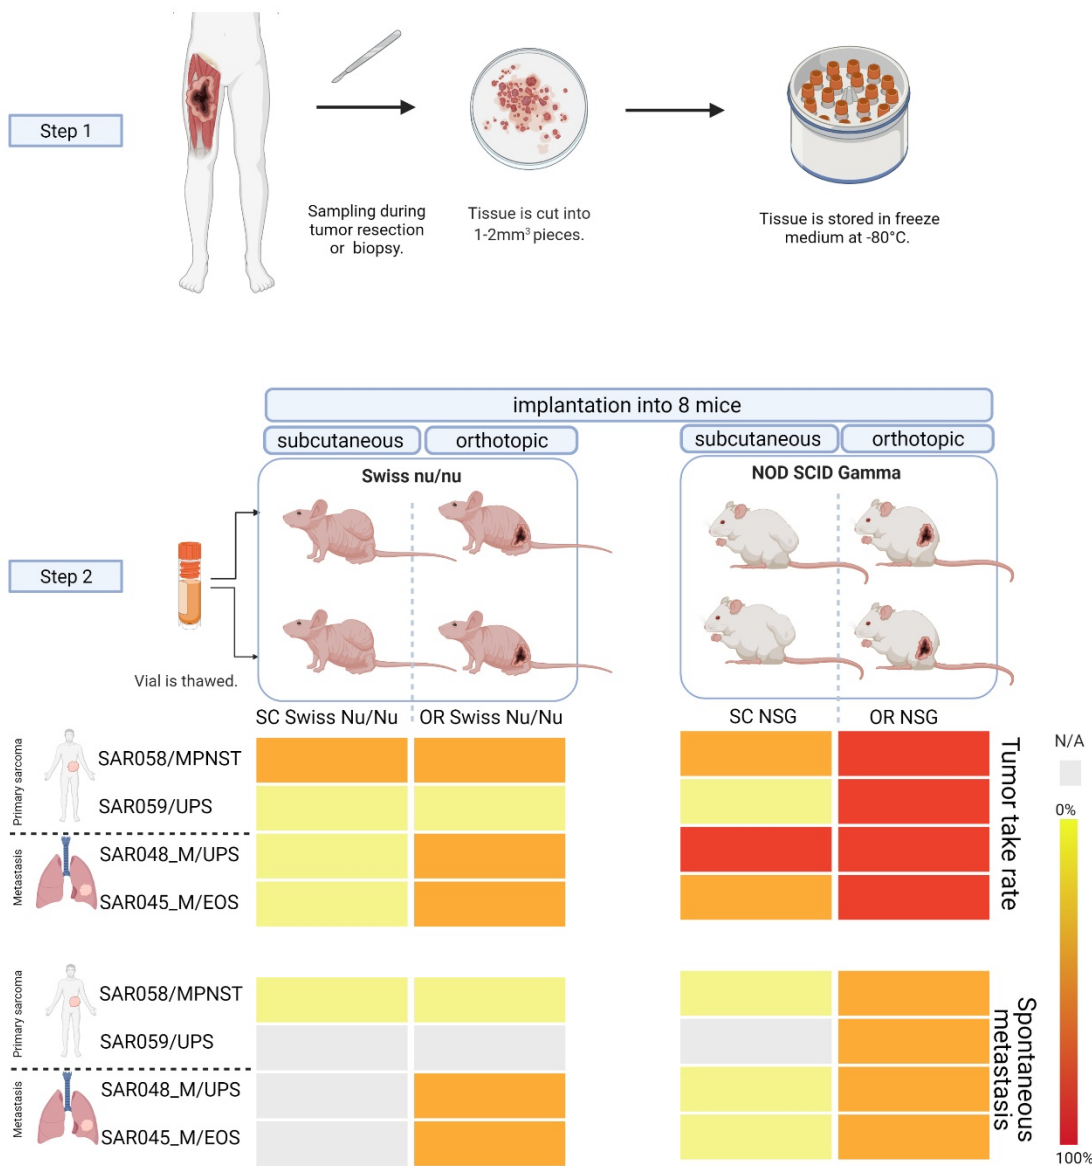 Step 1
Sampling during
tumor resection
or biopsy.
Tissue is cut into
1-2mm³ pieces.
Tissue is stored in freeze
medium at -80°C.
implantation into 8 mice
subcutaneous
orthotopic
subcutaneous
orthotopic
Swiss nu/nu
NOD SCID Gamma
Step 2
Vial is thawed.
SC Swiss Nu/Nu
OR Swiss Nu/Nu
SC NSG
OR NSG
Primary sarcoma
SAR058/MPNST
SAR059/UPS
Metastasis
SAR048_M/UPS
SAR045_M/EOS
Tumor take rate
N/A
0%
Primary sarcoma
SAR058/MPNST
SAR059/UPS
Metastasis
SAR048_M/UPS
SAR045_M/EOS
Spontaneous
metastasis
100%